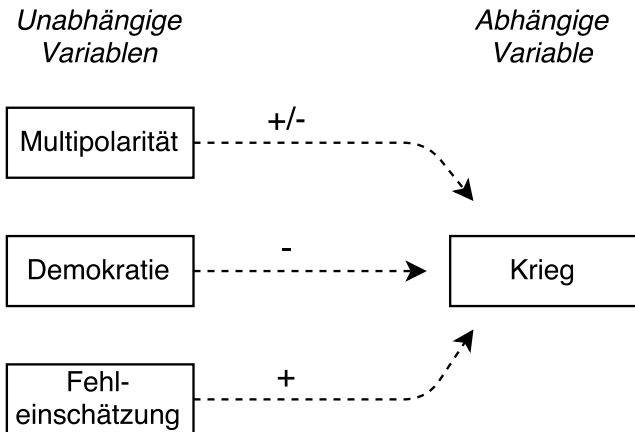 Unabhängige
Variablen
Abhängige
Variable
Multipolarität
+/-
Demokratie
-
Krieg
Fehl-
einschätzung
+